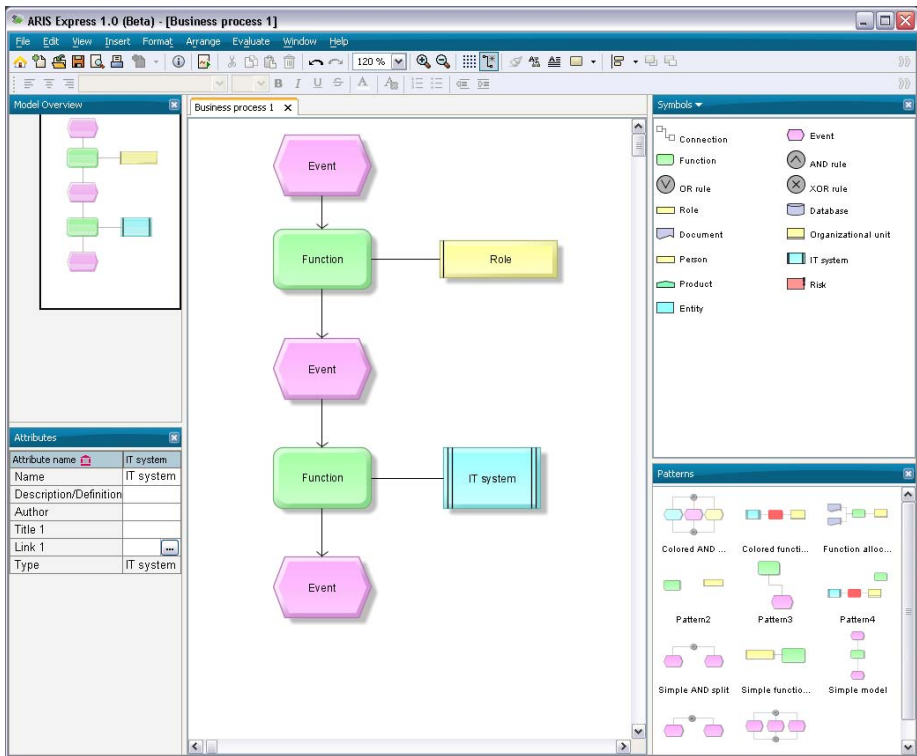 ARIS Express 1.0 (Beta) - [Business process 1]
File Edit View Insert Format Arrange Evaluate Window Help
120 %
B I U S A
Model Overview
Business process 1
Event
Function
Role
Event
Function
IT system
Event
Attributes
Attribute name IT system
Name IT system
Description/Definition
Author
Title 1
Link 1 ...
Type IT system
Symbols
Connection Event
Function AND rule
OR rule XOR rule
Role Database
Document Organizational unit
Person IT system
Product Risk
Entity
Patterns
Colored AND ... Colored functi... Function alloc...
Pattern2 Pattern3 Pattern4
Simple AND split Simple functio... Simple model